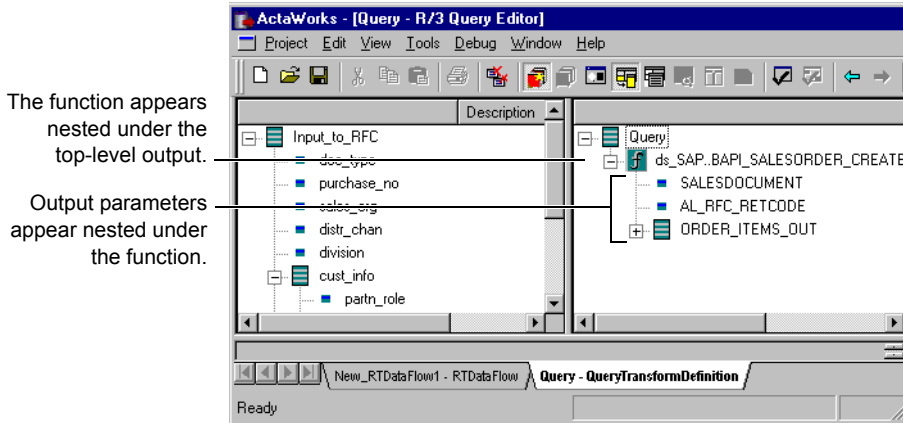 ActaWorks - [Query - R/3 Query Editor]
Project Edit View Tools Debug Window Help
The function appears
nested under the
top-level output.
Output parameters
appear nested under
the function.
Description
Input_to_RFC
doc_type
purchase_no
sales_org
distr_chan
division
cust_info
partn_role
Query
ds_SAP..BAPI_SALESORDER_CREATE
SALESDOCUMENT
AL_RFC_RETCODE
ORDER_ITEMS_OUT
New_RTDataFlow1 - RTDataFlow
Query - QueryTransformDefinition
Ready